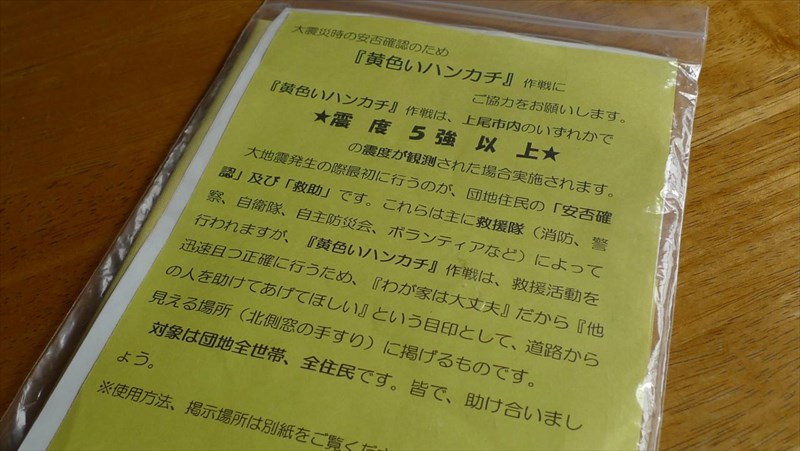 大震災時の安否確認のため
『黄色いハンカチ』作戦に
ご協力をお願いします。
『黄色いハンカチ』作戦は、上尾市内のいずれかで
★震度5強以上★
の震度が観測された場合実施されます。
大地震発生の際最初に行うのが、団地住民の「安否確
認」及び「救助」です。これらは主に救援隊（消防、警
察、自衛隊、自主防災会、ボランティアなど）によって
行われますが、『黄色いハンカチ』作戦は、救援活動を
迅速且つ正確に行うため、『わが家は大丈夫』だから『他
の人を助けてあげてほしい』という目印として、道路から
見える場所（北側窓の手すり）に掲げるものです。
対象は団地全世帯、全住民です。皆で、助け合いまし
ょう。
※使用方法、掲示場所は別紙をご覧くださ